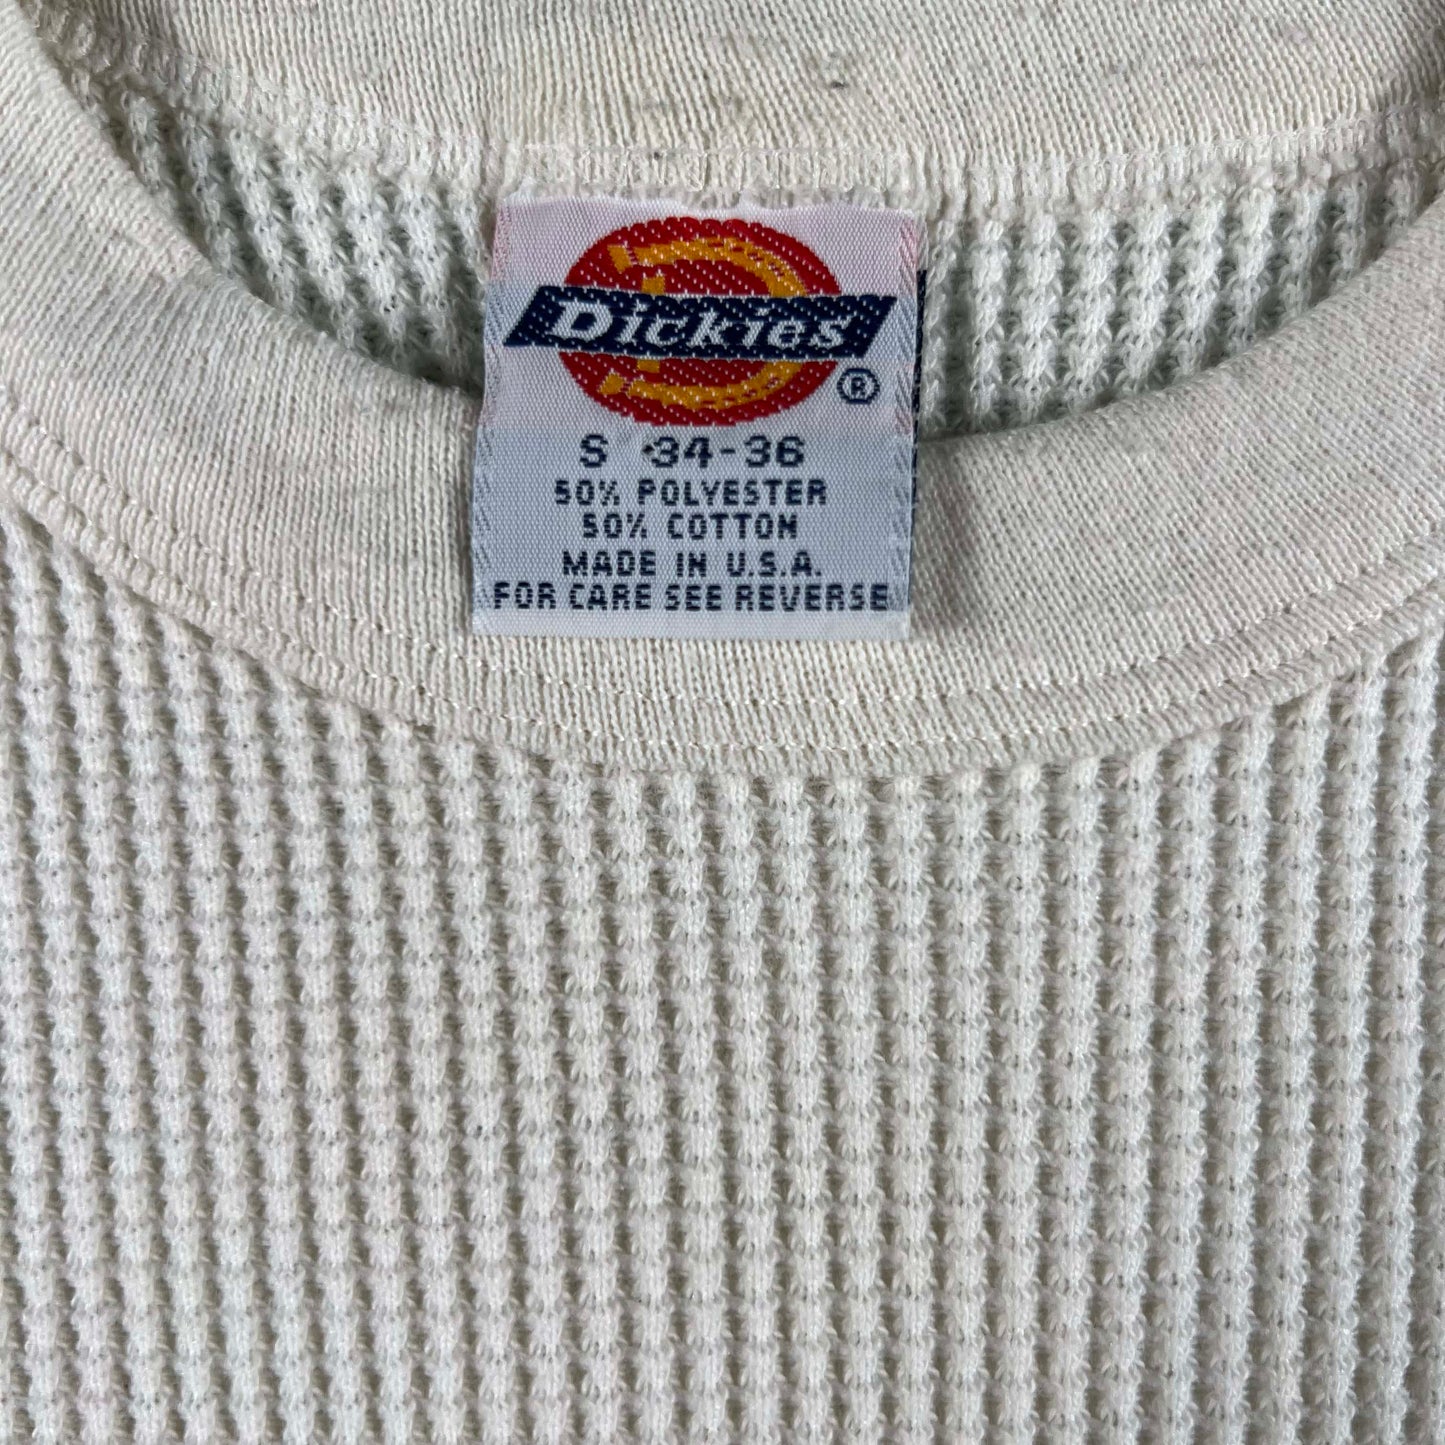 Dickies®
S 34-36
50% POLYESTER
50% COTTON
MADE IN U.S.A.
FOR CARE SEE REVERSE